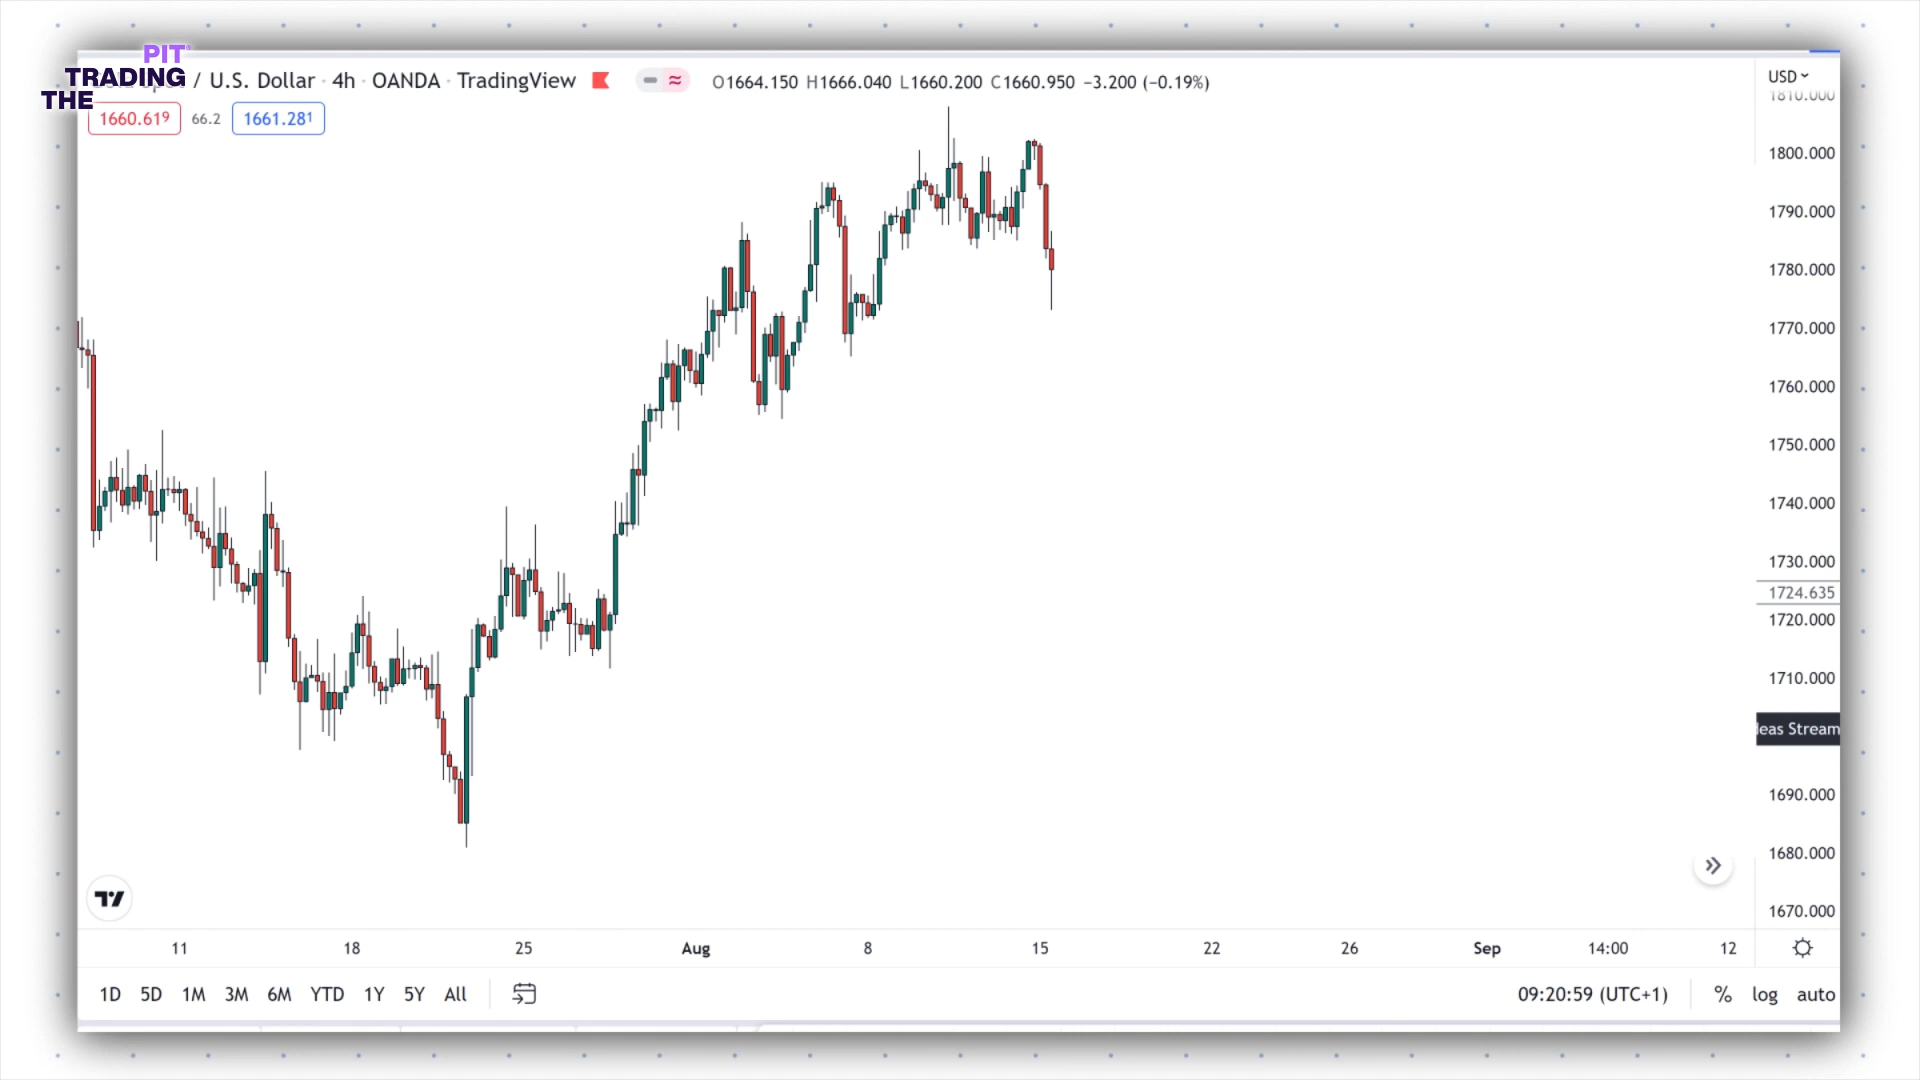 THE TRADING PIT
/ U.S. Dollar · 4h · OANDA · TradingView
O1664.150 H1666.040 L1660.200 C1660.950 −3.200 (−0.19%)
USD
1660.619 66.2 1661.281
1810.000
1800.000
1790.000
1780.000
1770.000
1760.000
1750.000
1740.000
1730.000
1724.635
1720.000
1710.000
eas Stream
1690.000
1680.000
1670.000
11 18 25 Aug 8 15 22 26 Sep 14:00 12
1D 5D 1M 3M 6M YTD 1Y 5Y All
09:20:59 (UTC+1) % log auto